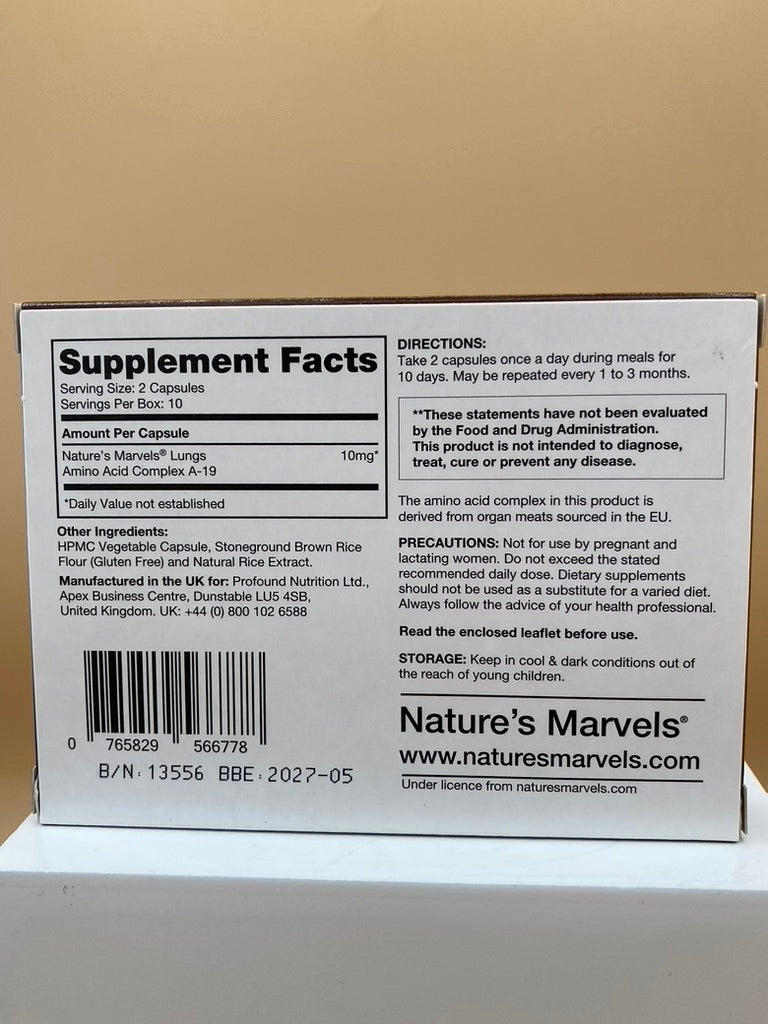 Supplement Facts
Serving Size: 2 Capsules
Servings Per Box: 10
Amount Per Capsule
Nature's Marvels® Lungs 10mg*
Amino Acid Complex A-19
*Daily Value not established
Other Ingredients:
HPMC Vegetable Capsule, Stoneground Brown Rice
Flour (Gluten Free) and Natural Rice Extract.
Manufactured in the UK for: Profound Nutrition Ltd.,
Apex Business Centre, Dunstable LU5 4SB,
United Kingdom. UK: +44 (0) 800 102 6588
0 765829 566778
B/N: 13556 BBE: 2027-05
DIRECTIONS:
Take 2 capsules once a day during meals for
10 days. May be repeated every 1 to 3 months.
**These statements have not been evaluated
by the Food and Drug Administration.
This product is not intended to diagnose,
treat, cure or prevent any disease.
The amino acid complex in this product is
derived from organ meats sourced in the EU.
PRECAUTIONS: Not for use by pregnant and
lactating women. Do not exceed the stated
recommended daily dose. Dietary supplements
should not be used as a substitute for a varied diet.
Always follow the advice of your health professional.
Read the enclosed leaflet before use.
STORAGE: Keep in cool & dark conditions out of
the reach of young children.
Nature's Marvels®
www.naturesmarvels.com
Under licence from naturesmarvels.com